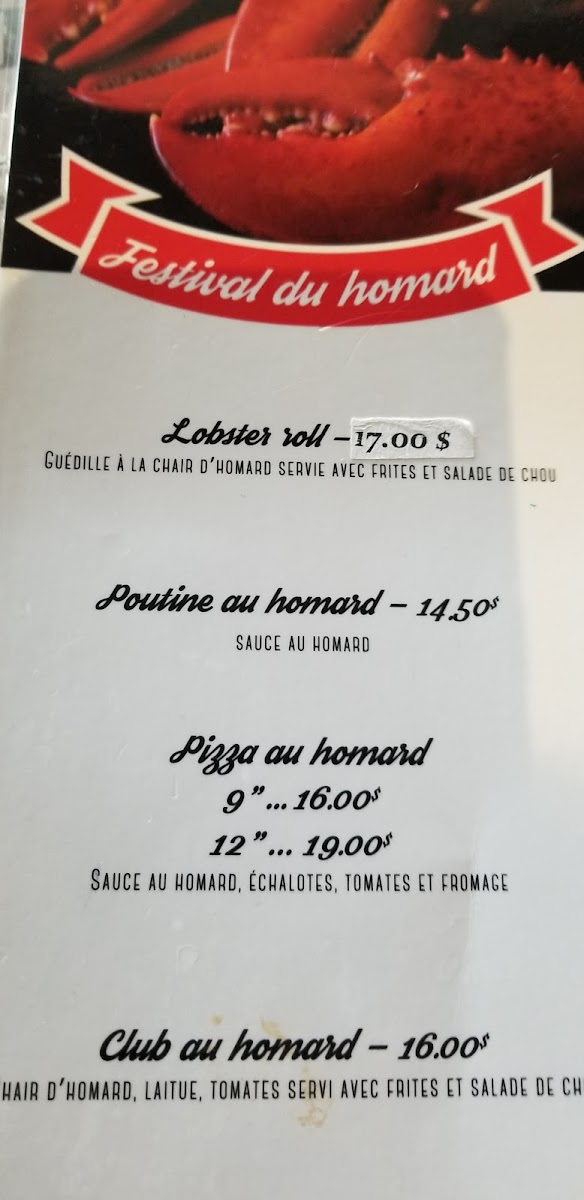 Festival du homard
Lobster roll – 17.00 $
GUÉDILLE À LA CHAIR D'HOMARD SERVIE AVEC FRITES ET SALADE DE CHOU
Poutine au homard – 14.50$
SAUCE AU HOMARD
Pizza au homard
9"... 16.00$
12"... 19.00$
SAUCE AU HOMARD, ÉCHALOTES, TOMATES ET FROMAGE
Club au homard – 16.00$
HAIR D'HOMARD, LAITUE, TOMATES SERVI AVEC FRITES ET SALADE DE CH